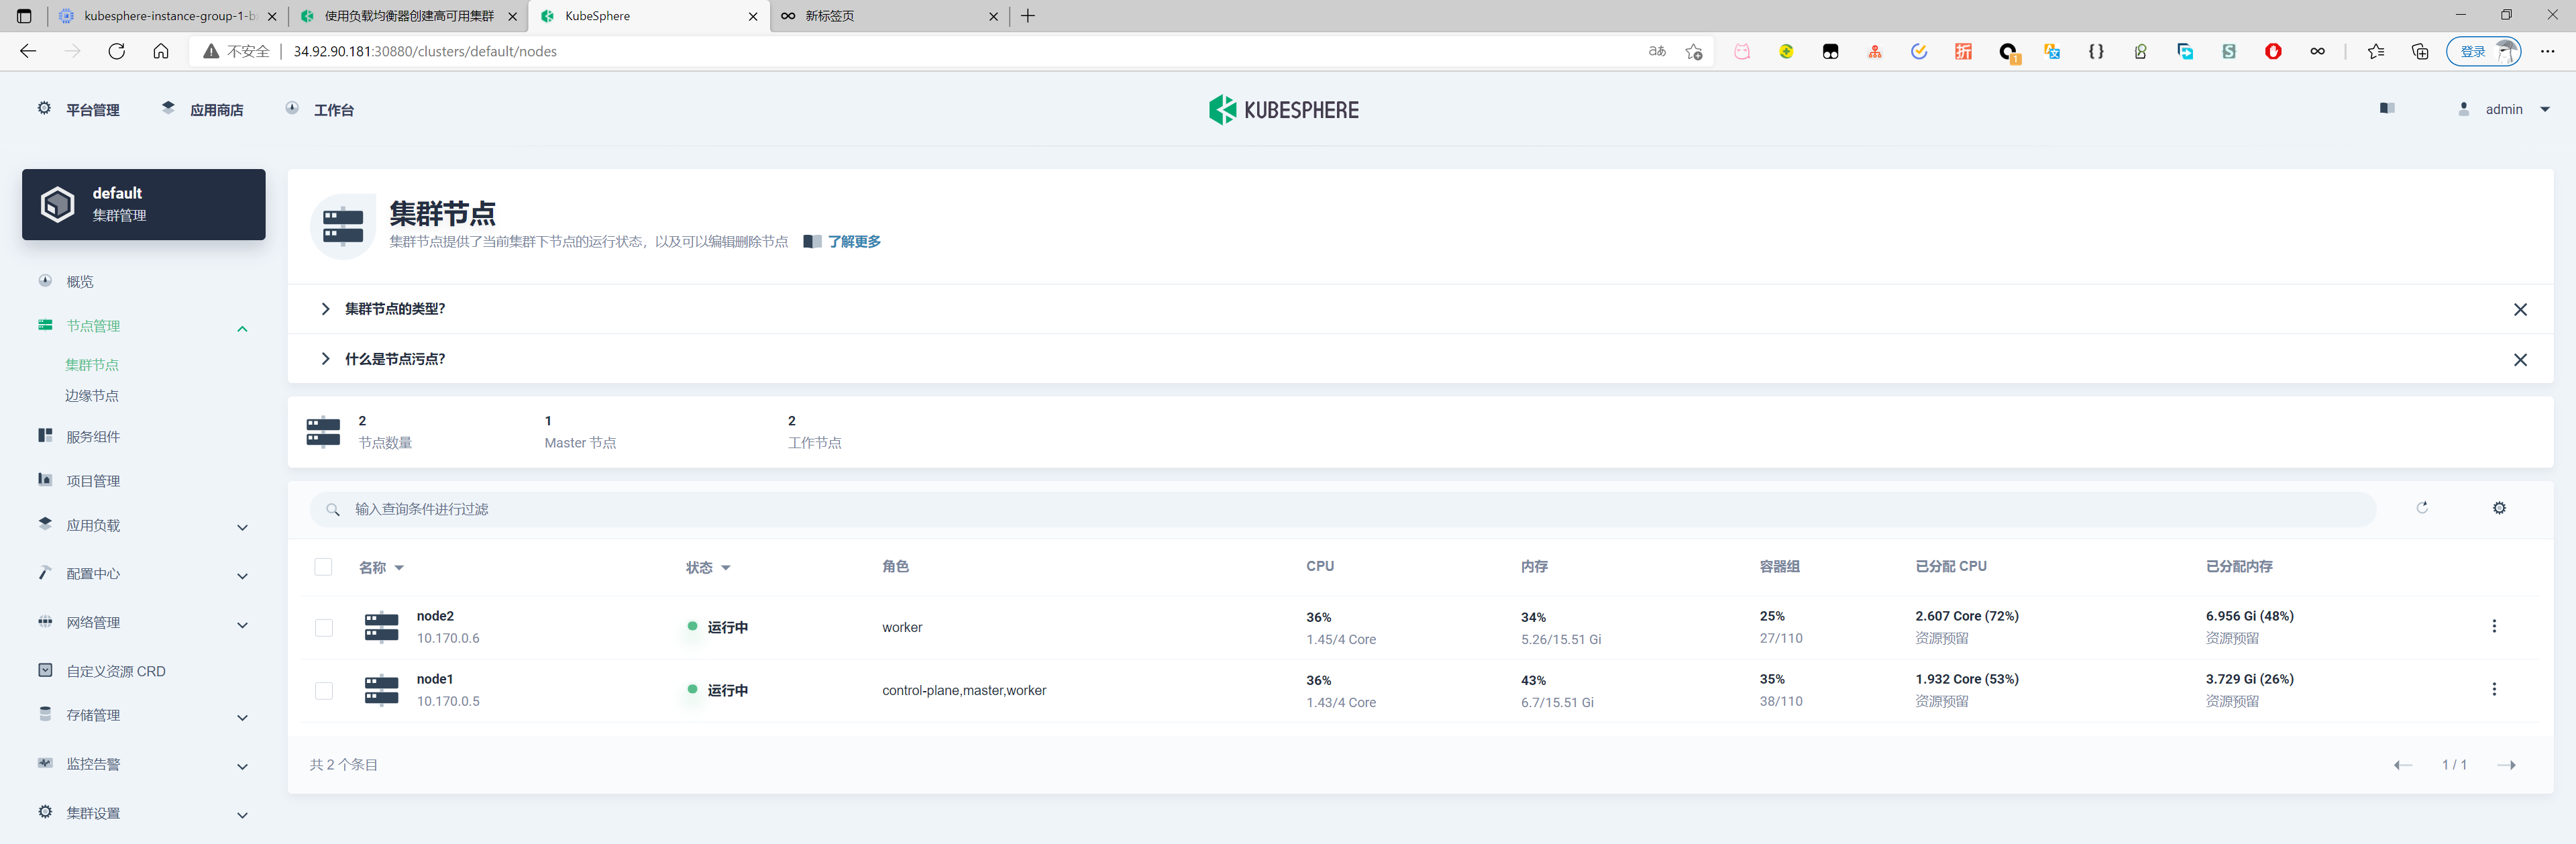 kubesphere-instance-group-1-b
使用负载均衡器创建高可用集群
KubeSphere
新标签页
不安全
34.92.90.181:30880/clusters/default/nodes
登录
平台管理
应用商店
工作台
KUBESPHERE
admin
default
集群管理
概览
节点管理
集群节点
边缘节点
服务组件
项目管理
应用负载
配置中心
网络管理
自定义资源 CRD
存储管理
监控告警
集群设置
集群节点
集群节点提供了当前集群下节点的运行状态，以及可以编辑删除节点 了解更多
集群节点的类型?
什么是节点污点?
2 1 2
节点数量 Master 节点 工作节点
输入查询条件进行过滤
名称 状态 角色 CPU 内存 容器组 已分配 CPU 已分配内存
node2 运行中 worker 36% 34% 25% 2.607 Core (72%) 6.956 Gi (48%)
10.170.0.6 1.45/4 Core 5.26/15.51 Gi 27/110 资源预留 资源预留
node1 运行中 control-plane,master,worker 36% 43% 35% 1.932 Core (53%) 3.729 Gi (26%)
10.170.0.5 1.43/4 Core 6.7/15.51 Gi 38/110 资源预留 资源预留
共 2 个条目
1 / 1